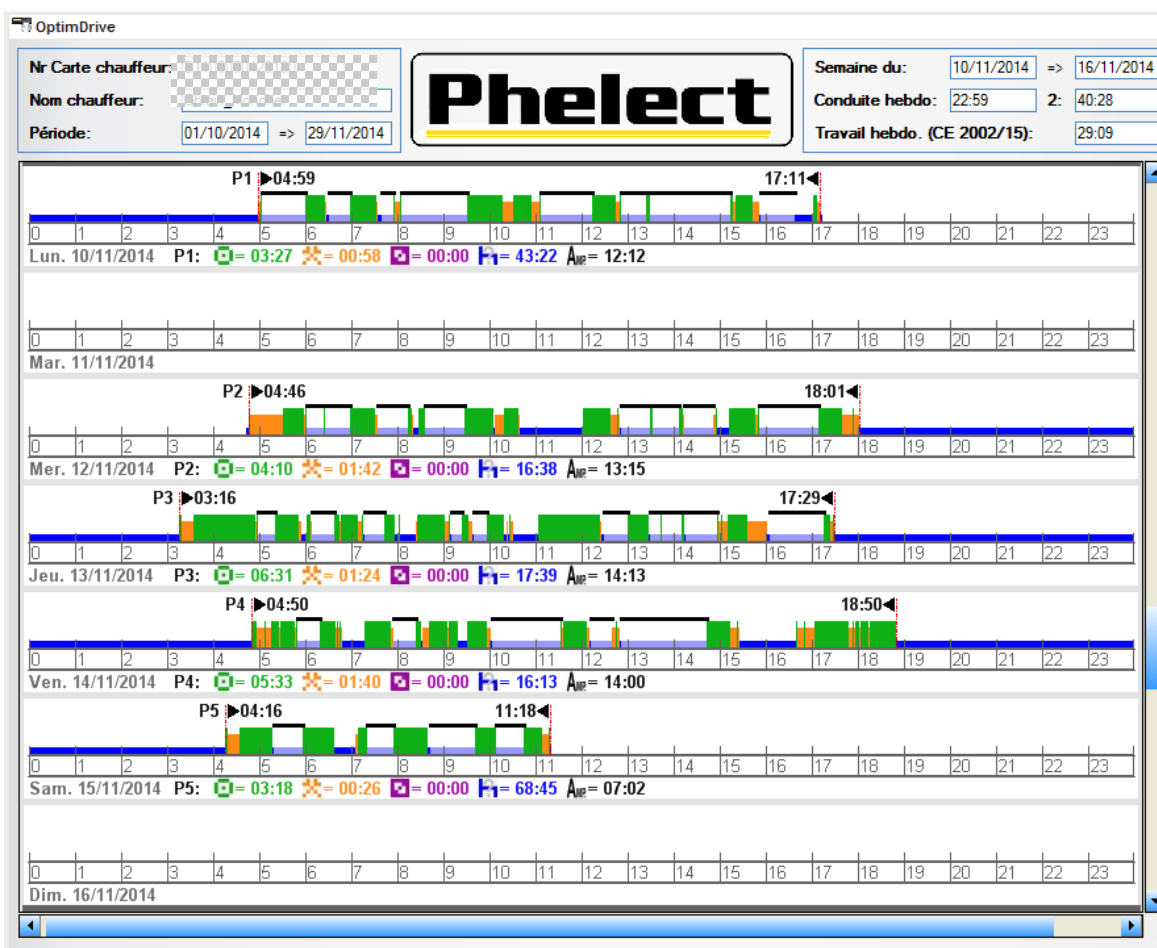 OptimDrive
Nr Carte chauffeur:
Nom chauffeur:
Période: 01/10/2014 => 29/11/2014
Phelect
Semaine du: 10/11/2014 => 16/11/2014
Conduite hebdo: 22:59 2: 40:28
Travail hebdo. (CE 2002/15): 29:09
P1 04:59 17:11
0 1 2 3 4 5 6 7 8 9 10 11 12 13 14 15 16 17 18 19 20 21 22 23
Lun. 10/11/2014 P1: = 03:27 = 00:58 = 00:00 = 43:22 AMP.= 12:12
0 1 2 3 4 5 6 7 8 9 10 11 12 13 14 15 16 17 18 19 20 21 22 23
Mar. 11/11/2014
P2 04:46 18:01
0 1 2 3 4 5 6 7 8 9 10 11 12 13 14 15 16 17 18 19 20 21 22 23
Mer. 12/11/2014 P2: = 04:10 = 01:42 = 00:00 = 16:38 AMP.= 13:15
P3 03:16 17:29
0 1 2 3 4 5 6 7 8 9 10 11 12 13 14 15 16 17 18 19 20 21 22 23
Jeu. 13/11/2014 P3: = 06:31 = 01:24 = 00:00 = 17:39 AMP.= 14:13
P4 04:50 18:50
0 1 2 3 4 5 6 7 8 9 10 11 12 13 14 15 16 17 18 19 20 21 22 23
Ven. 14/11/2014 P4: = 05:33 = 01:40 = 00:00 = 16:13 AMP.= 14:00
P5 04:16 11:18
0 1 2 3 4 5 6 7 8 9 10 11 12 13 14 15 16 17 18 19 20 21 22 23
Sam. 15/11/2014 P5: = 03:18 = 00:26 = 00:00 = 68:45 AMP.= 07:02
0 1 2 3 4 5 6 7 8 9 10 11 12 13 14 15 16 17 18 19 20 21 22 23
Dim. 16/11/2014